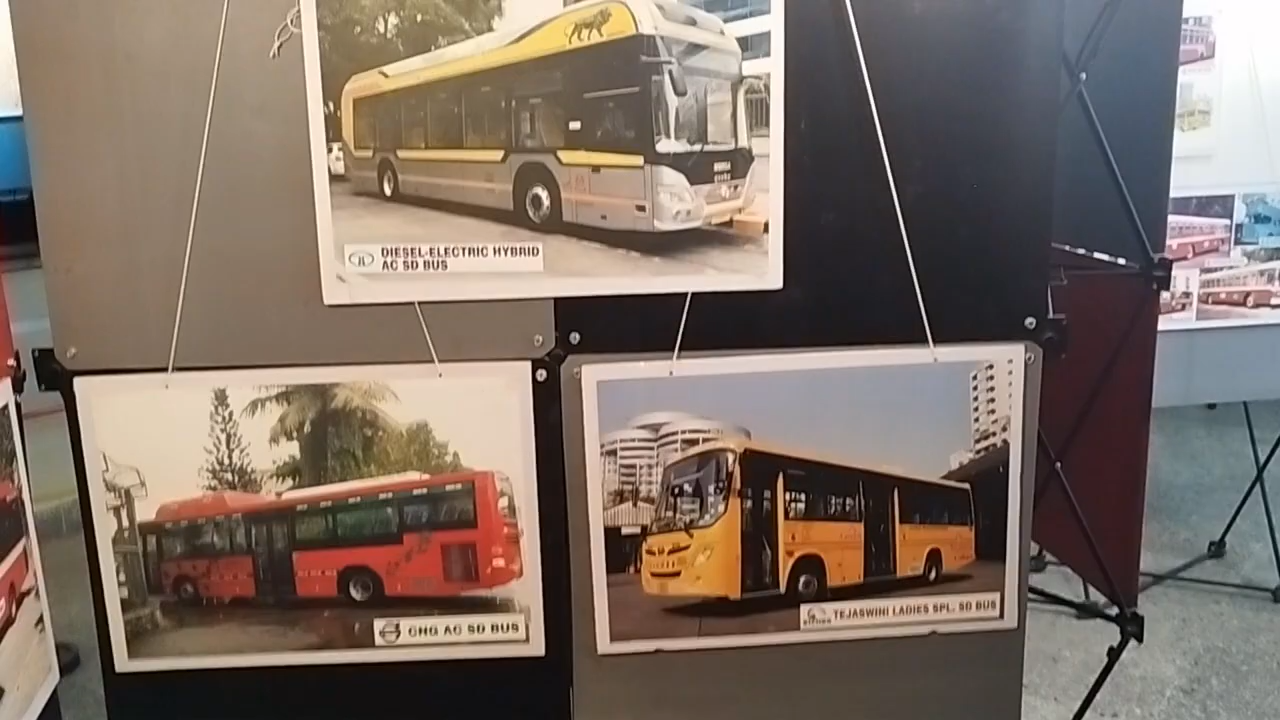 DIESEL-ELECTRIC HYBRID
AC SD BUS
CNG AC SD BUS
TEJASWINI LADIES SPL. SD BUS